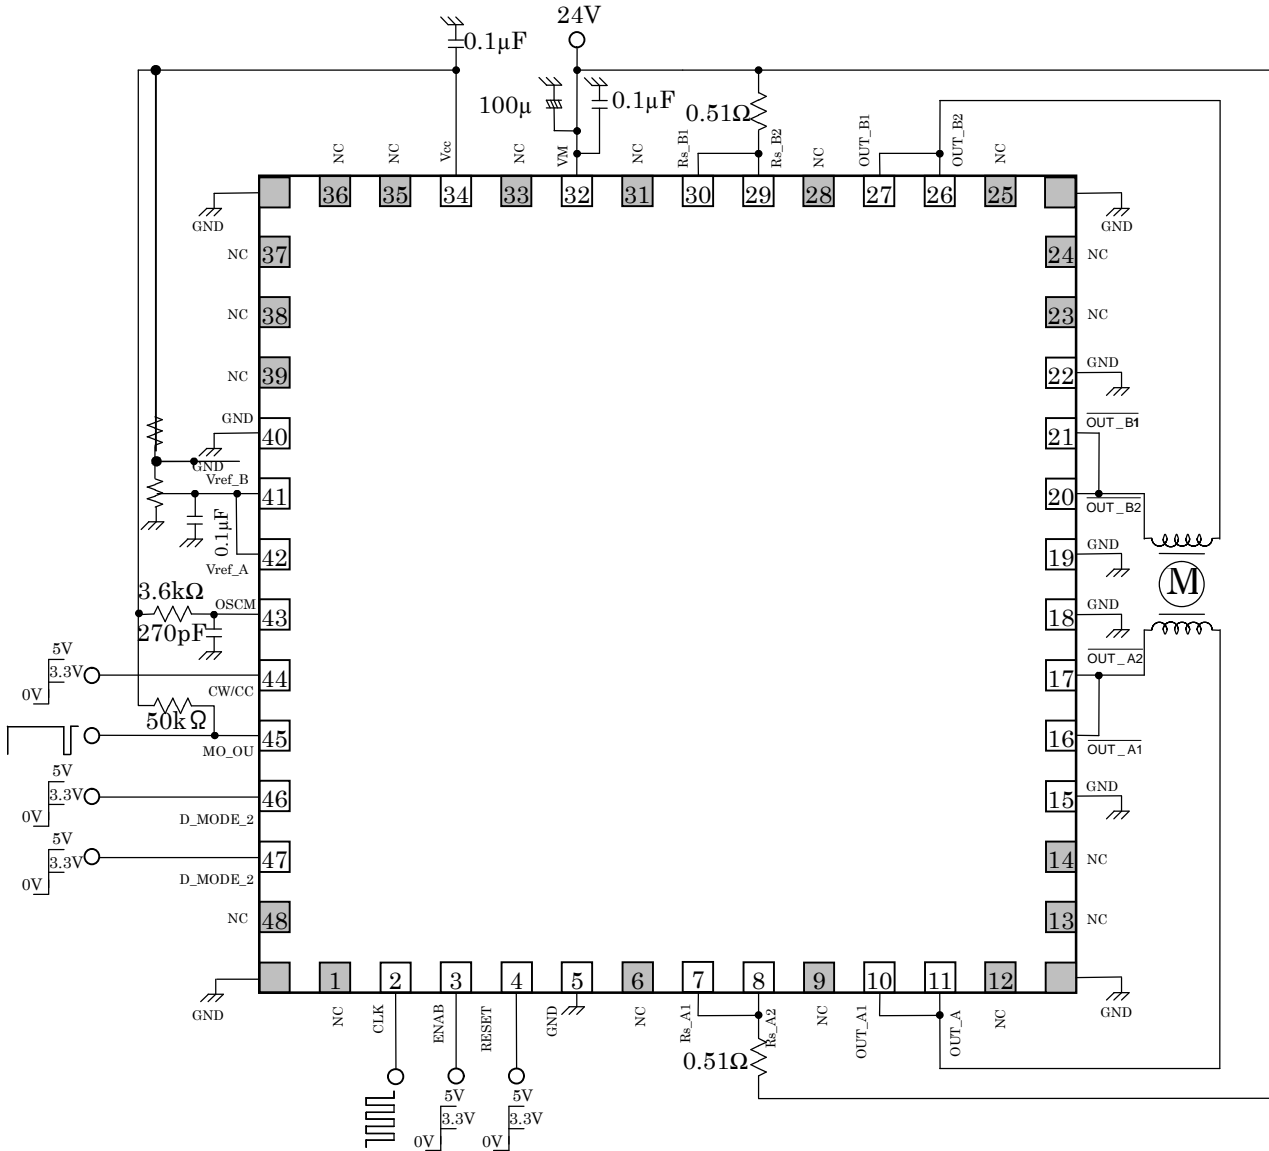 24V
0.1µF
100µ
0.1µF
0.51Ω
NC
NC
Vcc
NC
VM
NC
Rs_B1
Rs_B2
NC
OUT_B1
OUT_B2
NC
36
35
34
33
32
31
30
29
28
27
26
25
GND
GND
NC
37
24
NC
NC
38
23
NC
NC
39
22
GND
GND
40
21
OUT_B1
GND
Vref_B
41
20
OUT_B2
0.1µF
42
19
GND
Vref_A
M
3.6kΩ
OSCM
43
18
GND
270pF
5V
3.3V
0V
44
17
OUT_A2
CW/CC
50kΩ
45
16
OUT_A1
MO_OU
5V
3.3V
0V
46
15
GND
D_MODE_2
5V
3.3V
0V
47
14
NC
D_MODE_2
NC
48
13
NC
1
2
3
4
5
6
7
8
9
10
11
12
GND
GND
NC
CLK
ENAB
RESET
GND
NC
Rs_A1
Rs_A2
NC
OUT_A1
OUT_A
NC
0.51Ω
5V
3.3V
0V
5V
3.3V
0V